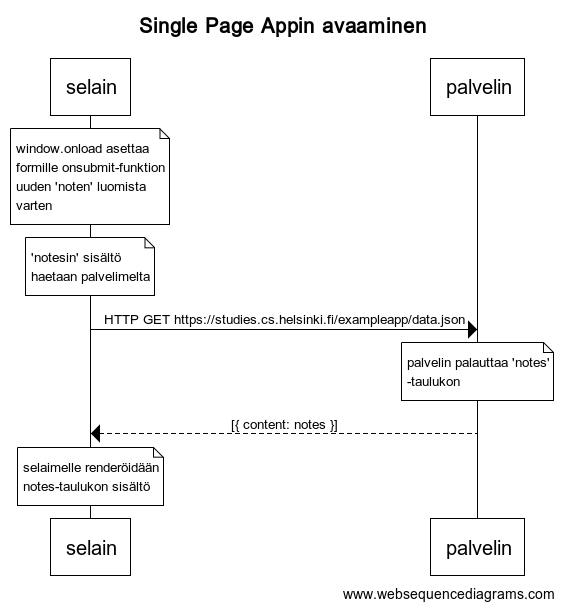 Single Page Appin avaaminen
selain
palvelin
window.onload asettaa
formille onsubmit-funktion
uuden 'noten' luomista
varten
'notesin' sisältö
haetaan palvelimelta
HTTP GET https://studies.cs.helsinki.fi/exampleapp/data.json
palvelin palauttaa 'notes'
-taulukon
[{ content: notes }]
selaimelle renderöidään
notes-taulukon sisältö
selain
palvelin
www.websequencediagrams.com